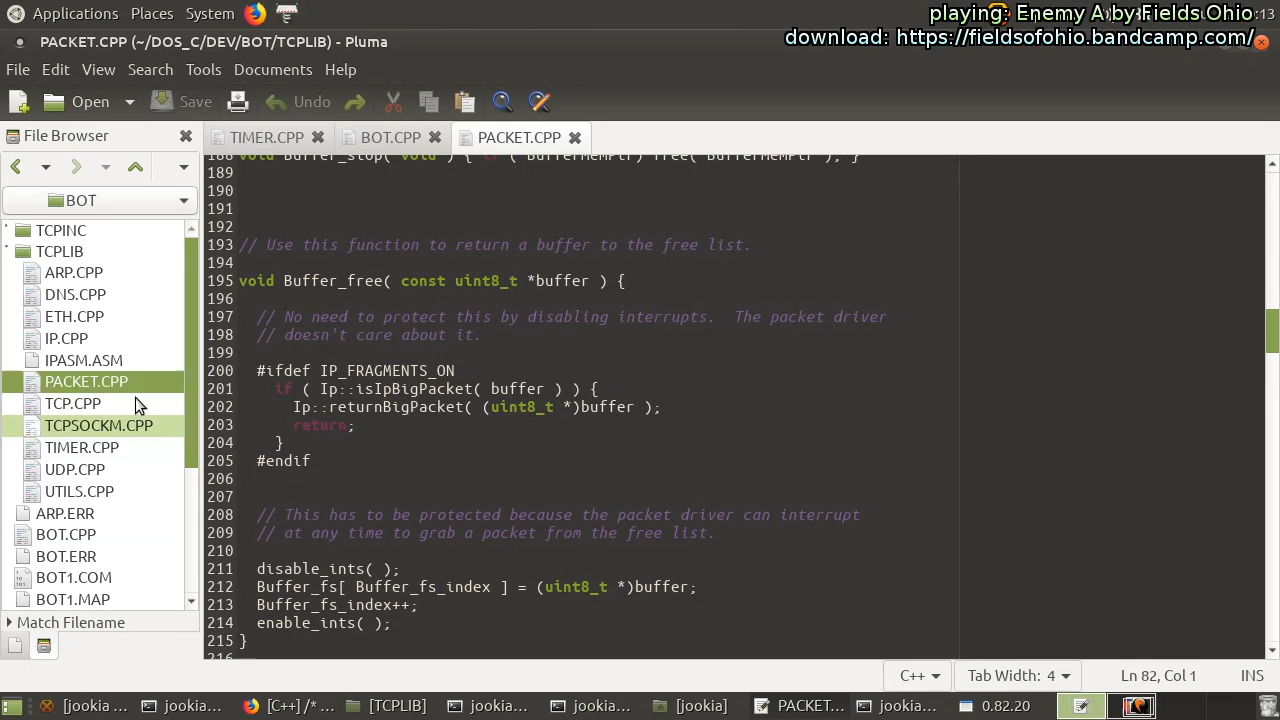 Applications Places System
playing: Enemy A by Fields Ohio
:13
download: https://fieldsofohio.bandcamp.com/
PACKET.CPP (~/DOS_C/DEV/BOT/TCPLIB) - Pluma
File Edit View Search Tools Documents Help
Open Save Undo
File Browser
TIMER.CPP BOT.CPP PACKET.CPP
BOT
TCPINC
TCPLIB
ARP.CPP
DNS.CPP
ETH.CPP
IP.CPP
IPASM.ASM
PACKET.CPP
TCP.CPP
TCPSOCKM.CPP
TIMER.CPP
UDP.CPP
UTILS.CPP
ARP.ERR
BOT.CPP
BOT.ERR
BOT1.COM
BOT1.MAP
Match Filename
188 void Buffer_stop( void ) { if ( BufferMemPtr) free( BufferMemPtr ); }
189
190
191
192
193 // Use this function to return a buffer to the free list.
194
195 void Buffer_free( const uint8_t *buffer ) {
196
197 // No need to protect this by disabling interrupts.  The packet driver
198 // doesn't care about it.
199
200 #ifdef IP_FRAGMENTS_ON
201 if ( Ip::isIpBigPacket( buffer ) ) {
202 Ip::returnBigPacket( (uint8_t *)buffer );
203 return;
204 }
205 #endif
206
207
208 // This has to be protected because the packet driver can interrupt
209 // at any time to grab a packet from the free list.
210
211 disable_ints( );
212 Buffer_fs[ Buffer_fs_index ] = (uint8_t *)buffer;
213 Buffer_fs_index++;
214 enable_ints( );
215 }
216
C++ Tab Width: 4 Ln 82, Col 1 INS
[jookia ... jookia... [C++] /* ... [TCPLIB] jookia... jookia... [jookia] PACKET... jookia... 0.82.20